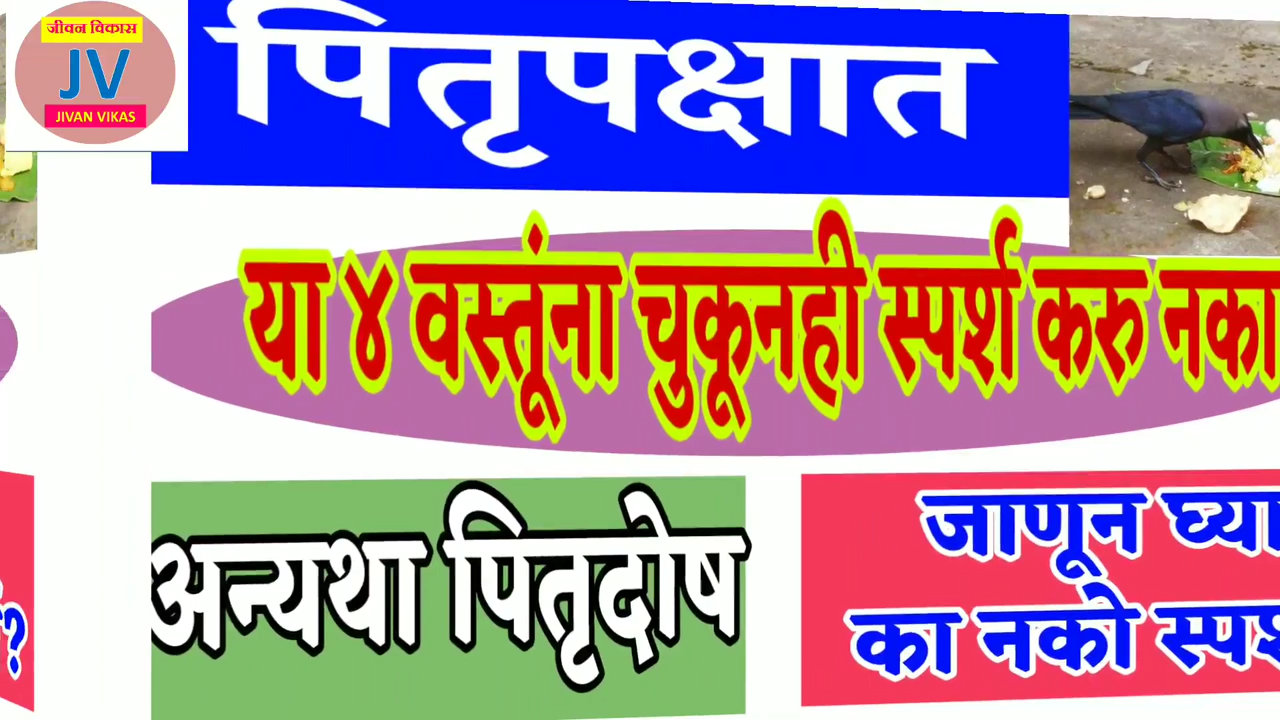 जीवन विकास
JV
JIVAN VIKAS
पितृपक्षात
या ४ वस्तूंना चुकूनही स्पर्श करु नका
अन्यथा पितृदोष
जाणून घ्या
का नको
?